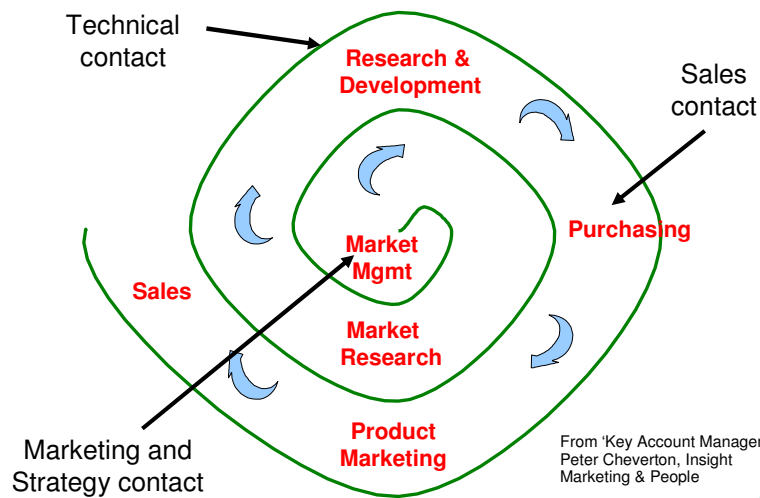 Technical
contact
Research &
Development
Sales
contact
Purchasing
Market
Mgmt
Sales
Market
Research
Product
Marketing
Marketing and
Strategy contact
From ‘Key Account Manager
Peter Cheverton, Insight
Marketing & People